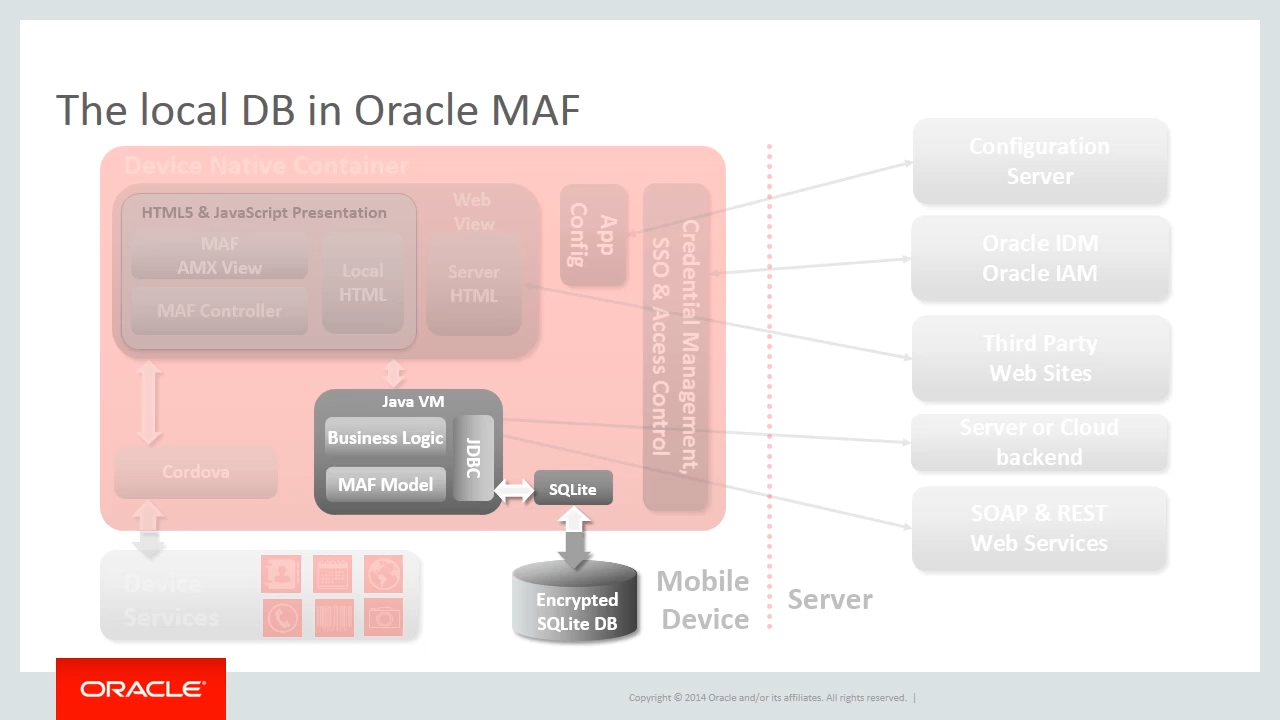 The local DB in Oracle MAF
Device Native Container
HTML5 & JavaScript Presentation
MAF
AMX View
MAF Controller
Local
HTML
Web
View
Server
HTML
App
Config
Credential Management,
SSO & Access Control
Java VM
Business Logic
MAF Model
JDBC
SQLite
Cordova
Device
Services
Encrypted
SQLite DB
Mobile
Device
Server
Configuration
Server
Oracle IDM
Oracle IAM
Third Party
Web Sites
Server or Cloud
backend
SOAP & REST
Web Services
ORACLE®
Copyright © 2014 Oracle and/or its affiliates. All rights reserved. |